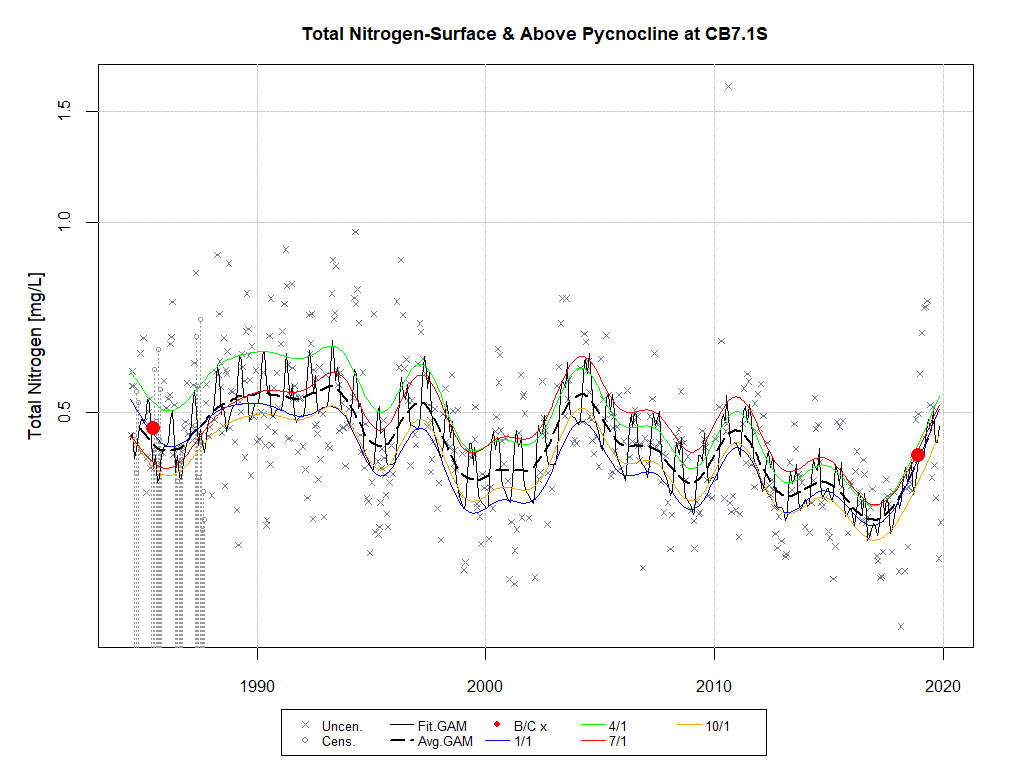 Total Nitrogen-Surface & Above Pycnocline at CB7.1S
Total Nitrogen [mg/L]
1.5
1.0
0.5
1990 2000 2010 2020
Uncen. Fit.GAM B/C x 4/1 10/1
Cens. Avg.GAM 1/1 7/1